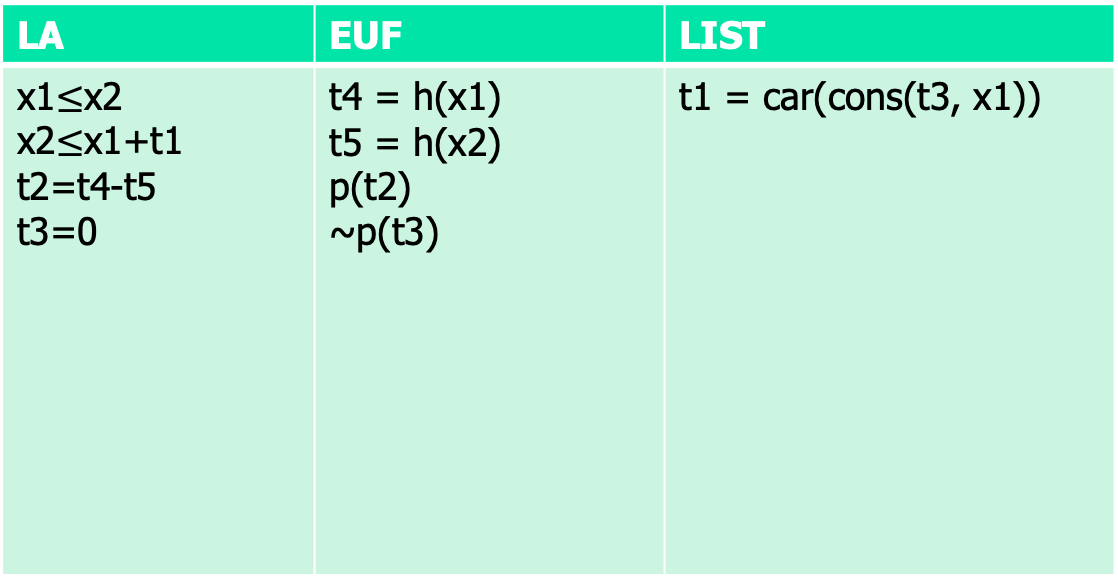 LA
EUF
LIST
x1≤x2
x2≤x1+t1
t2=t4-t5
t3=0
t4 = h(x1)
t5 = h(x2)
p(t2)
~p(t3)
t1 = car(cons(t3, x1))